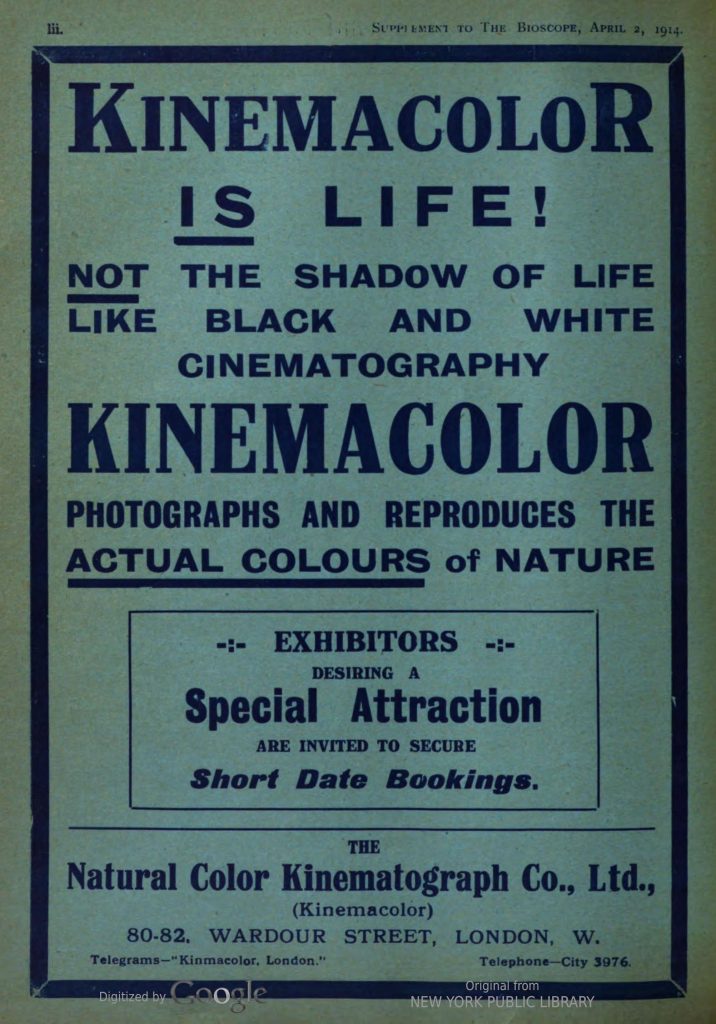 lii.
SUPPLEMENT TO THE BIOSCOPE, APRIL 2, 1914.
KINEMACOLOR
IS LIFE!
NOT THE SHADOW OF LIFE
LIKE BLACK AND WHITE
CINEMATOGRAPHY
KINEMACOLOR
PHOTOGRAPHS AND REPRODUCES THE
ACTUAL COLOURS of NATURE
-:- EXHIBITORS -:-
DESIRING A
Special Attraction
ARE INVITED TO SECURE
Short Date Bookings.
THE
Natural Color Kinematograph Co., Ltd.,
(Kinemacolor)
80-82, WARDOUR STREET, LONDON, W.
Telegrams—"Kinmacolor, London."
Telephone—City 3976.
Digitized by Google
Original from
NEW YORK PUBLIC LIBRARY